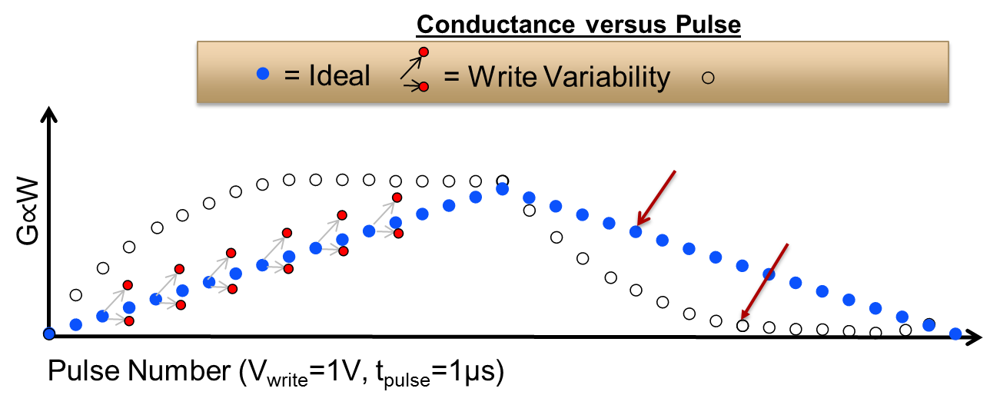 Conductance versus Pulse
= Ideal = Write Variability
G∝W
Pulse Number (Vwrite=1V, tpulse=1µs)